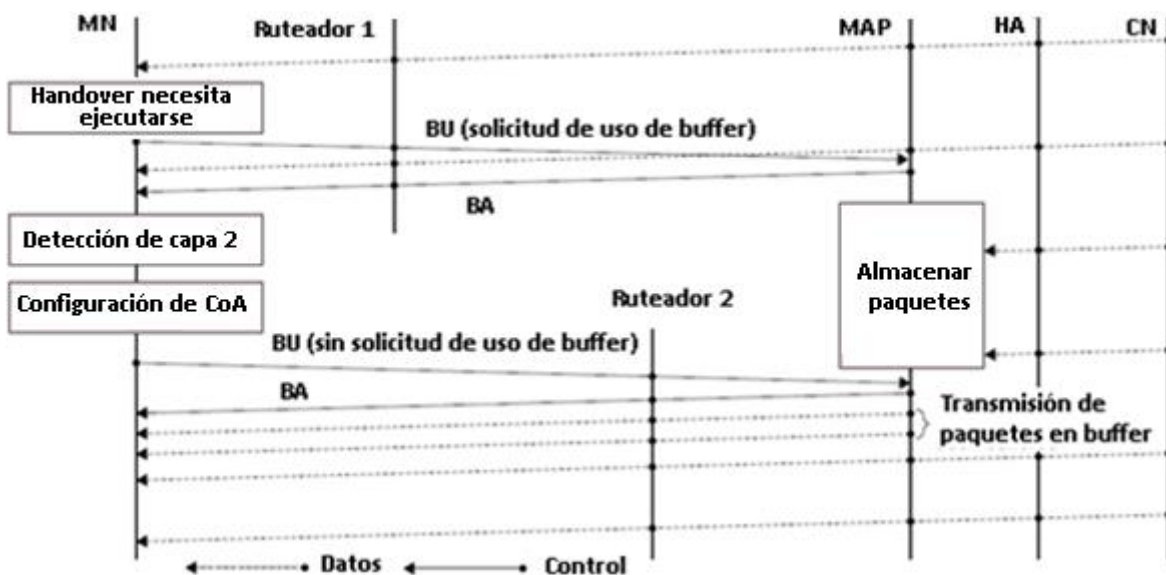 MN
Ruteador 1
MAP
HA
CN
Handover necesita
ejecutarse
BU (solicitud de uso de buffer)
BA
Detección de capa 2
Almacenar
paquetes
Configuración de CoA
Ruteador 2
BU (sin solicitud de uso de buffer)
BA
Transmisión de
paquetes en buffer
Datos
Control